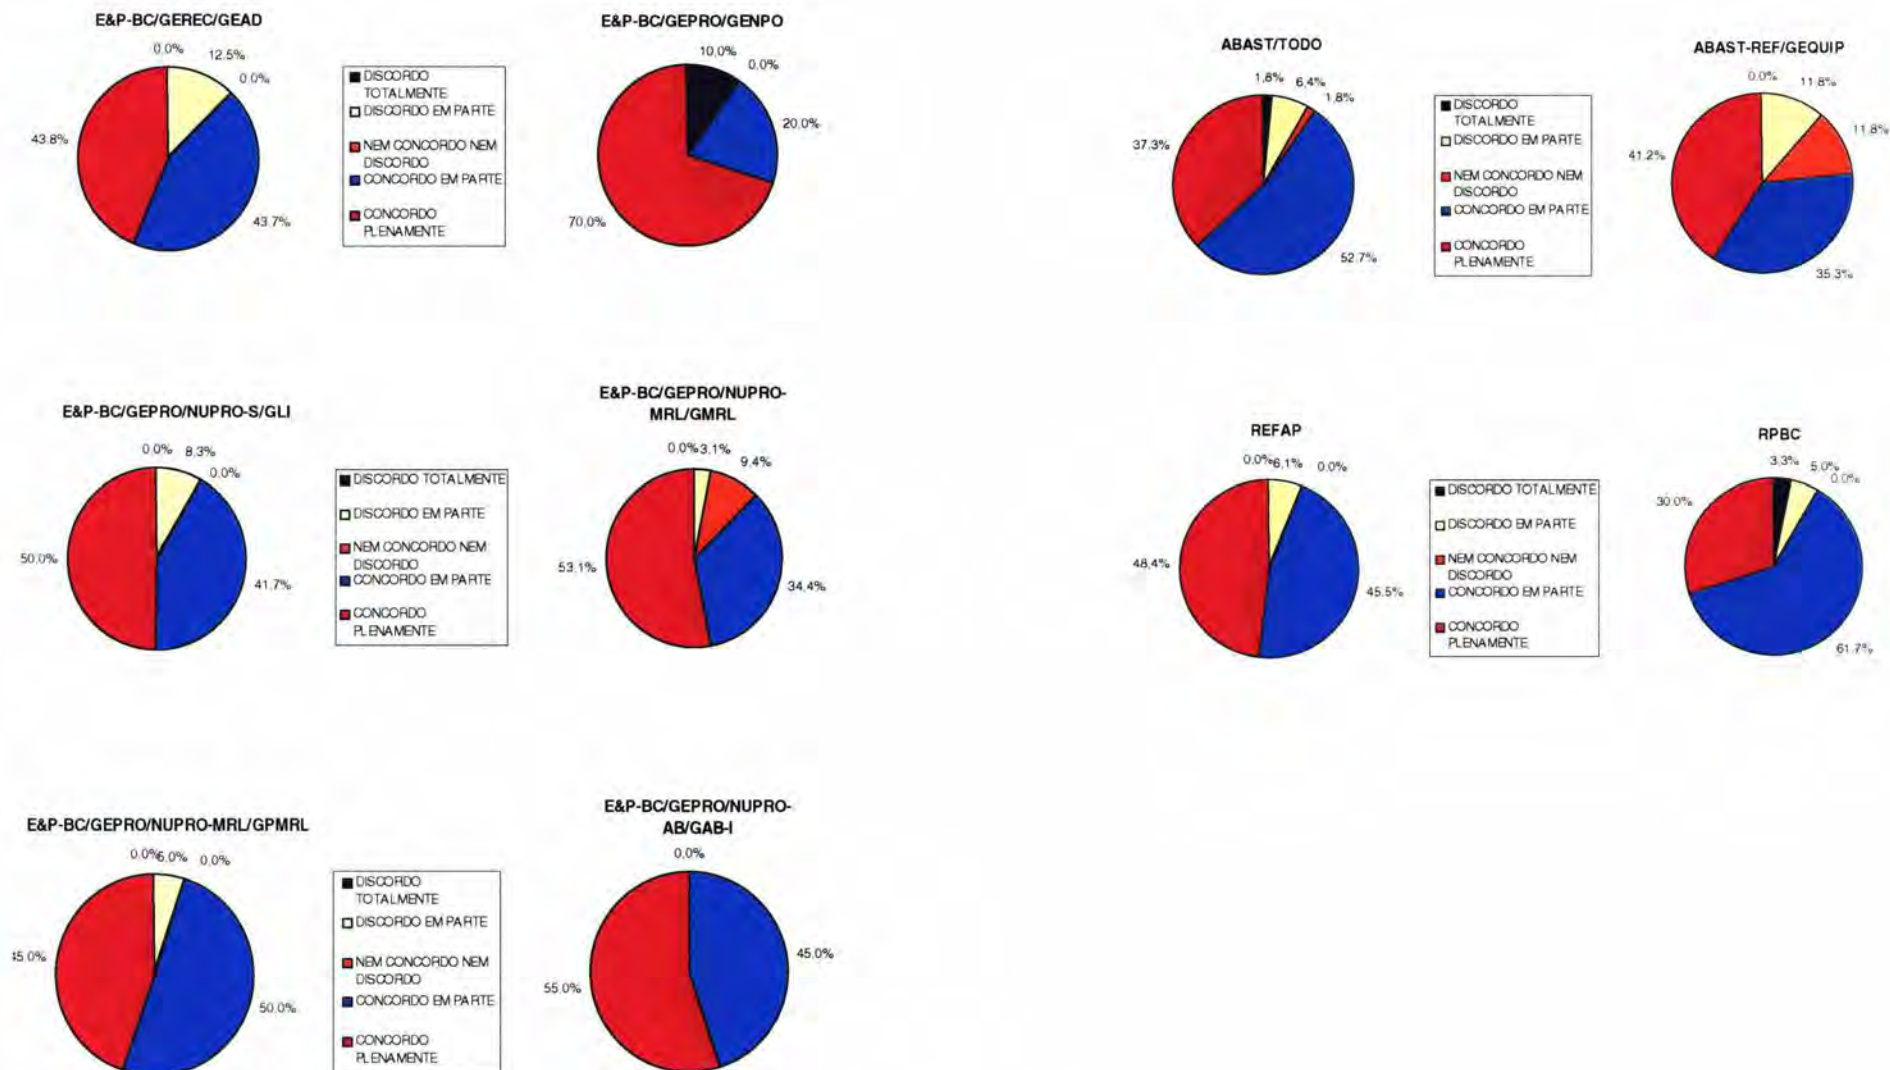 E&P-BC/GEREC/GEAD
0.0%
12.5%
0.0%
43.8%
43.7%
DISCORDO
TOTALMENTE
DISCORDO EM PARTE
NEM CONCORDO NEM
DISCORDO
CONCORDO EM PARTE
CONCORDO
PLENAMENTE
E&P-BC/GEPRO/GENPO
10,0%
0.0%
20.0%
70.0%
ABAST/TODO
1,8%
6,4%
1,8%
37.3%
52.7%
DISCORDO
TOTALMENTE
DISCORDO EM PARTE
NEM CONCORDO NEM
DISCORDO
CONCORDO EM PARTE
CONCORDO
PLENAMENTE
ABAST-REF/GEQUIP
0.0%
11.8%
11.8%
41.2%
35.3%
E&P-BC/GEPRO/NUPRO-S/GLI
0.0%
8.3%
0.0%
50.0%
41.7%
DISCORDO TOTALMENTE
DISCORDO EM PARTE
NEM CONCORDO NEM
DISCORDO
CONCORDO EM PARTE
CONCORDO
PLENAMENTE
E&P-BC/GEPRO/NUPRO-
MRL/GMRL
0.0%
3.1%
9.4%
53.1%
34.4%
REFAP
0.0%
6,1%
0.0%
48,4%
45.5%
DISCORDO TOTALMENTE
DISCORDO EM PARTE
NEM CONCORDO NEM
DISCORDO
CONCORDO EM PARTE
CONCORDO
PLENAMENTE
RPBC
3.3%
5.0%
0.0%
30.0%
61.7%
E&P-BC/GEPRO/NUPRO-MRL/GPMRL
0.0%
5.0%
0.0%
50.0%
DISCORDO
TOTALMENTE
DISCORDO EM PARTE
NEM CONCORDO NEM
DISCORDO
CONCORDO EM PARTE
CONCORDO
PLENAMENTE
E&P-BC/GEPRO/NUPRO-
AB/GAB-I
0.0%
45.0%
55.0%